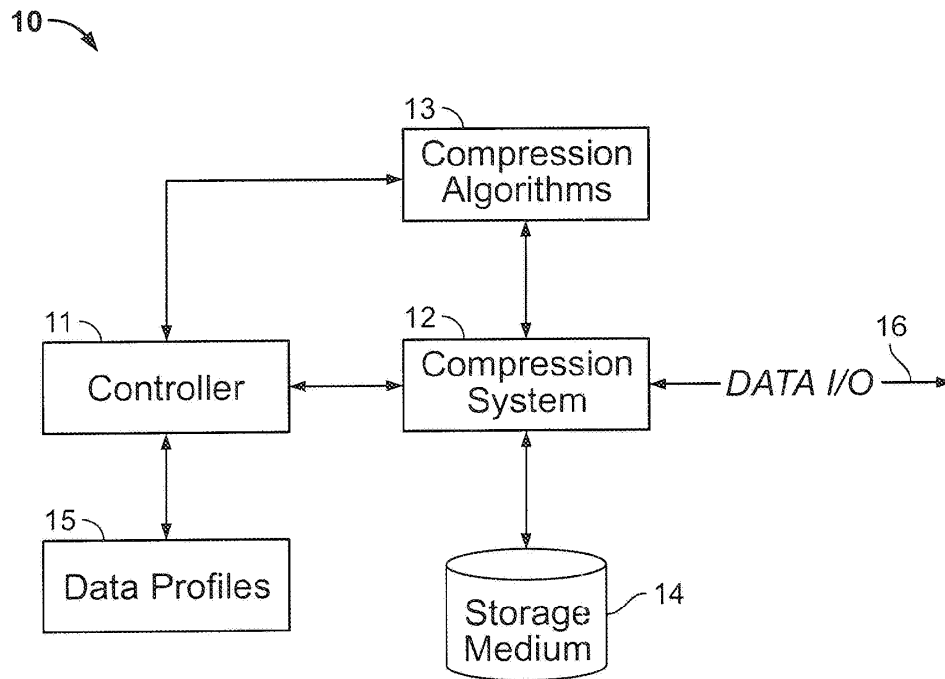 10
13
Compression
Algorithms
11
Controller
12
Compression
System
16
DATA I/O
15
Data Profiles
Storage
Medium
14